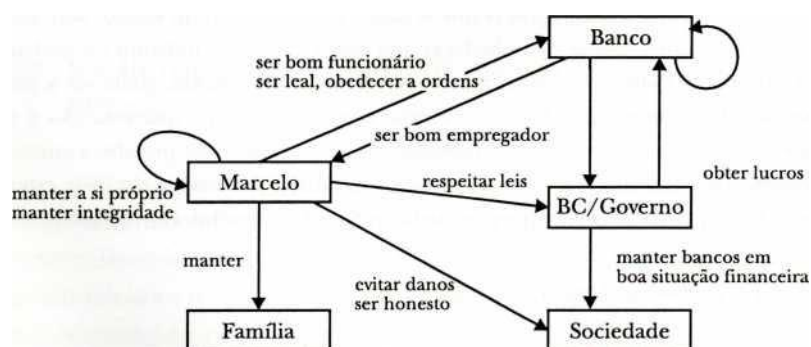 Banco
ser bom funcionário
ser leal, obedecer a ordens
ser bom empregador
Marcelo
respeitar leis
obter lucros
manter a si próprio
manter integridade
BC/Governo
manter
evitar danos
ser honesto
manter bancos em
boa situação financeira
Família
Sociedade